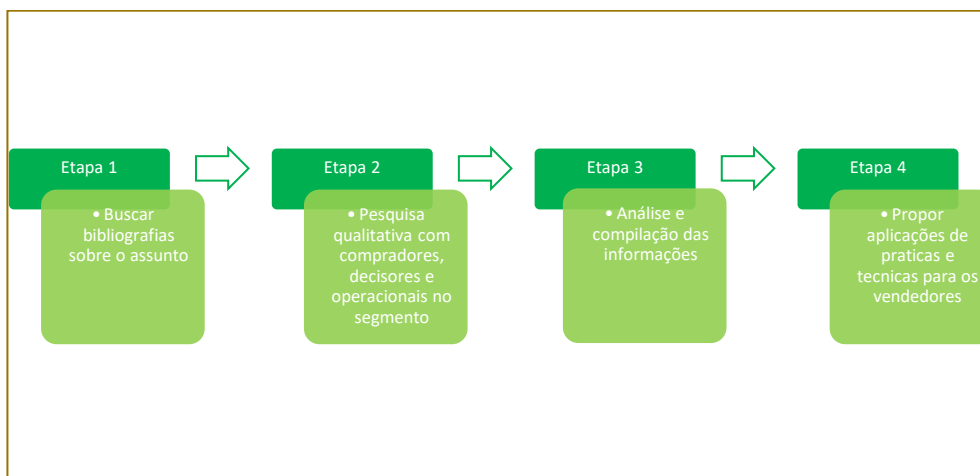 Etapa 1
• Buscar
bibliografias
sobre o assunto
Etapa 2
• Pesquisa
qualitativa com
compradores,
decisores e
operacionais no
segmento
Etapa 3
• Análise e
compilação das
informações
Etapa 4
• Propor
aplicações de
praticas e
tecnicas para os
vendedores